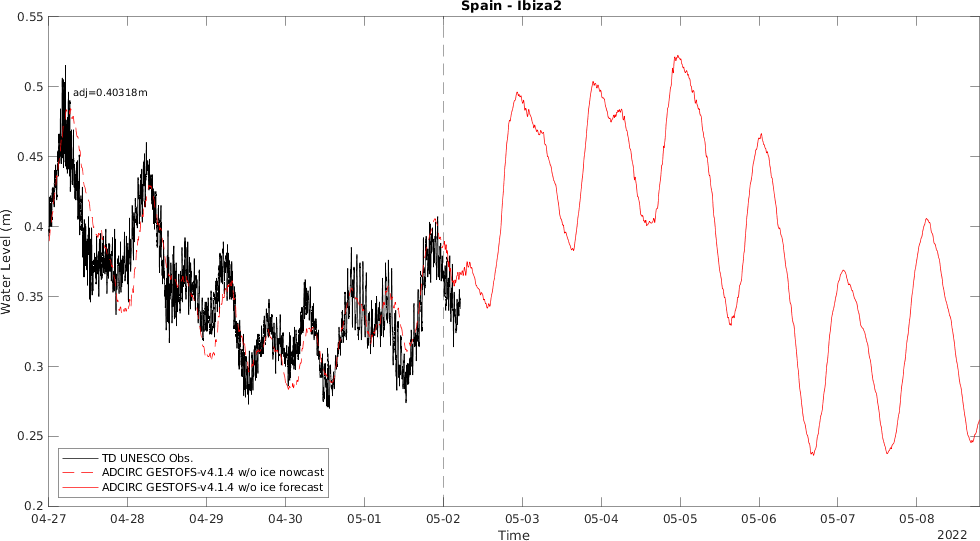 Spain - Ibiza2
0.55
0.5
0.45
0.4
0.35
0.3
0.25
0.2
Water Level (m)
adj=0.40318m
TD UNESCO Obs.
ADCIRC GESTOFS-v4.1.4 w/o ice nowcast
ADCIRC GESTOFS-v4.1.4 w/o ice forecast
04-27 04-28 04-29 04-30 05-01 05-02 05-03 05-04 05-05 05-06 05-07 05-08
Time
2022